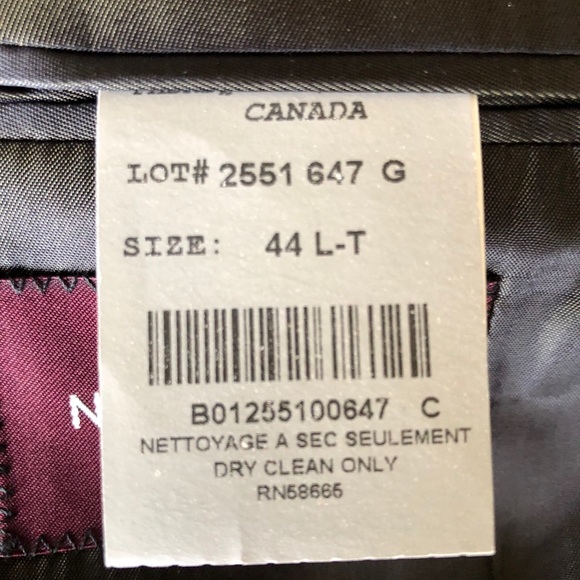 CANADA
LOT# 2551 647 G
SIZE: 44 L-T
B01255100647 C
NETTOYAGE A SEC SEULEMENT
DRY CLEAN ONLY
RN58665
N